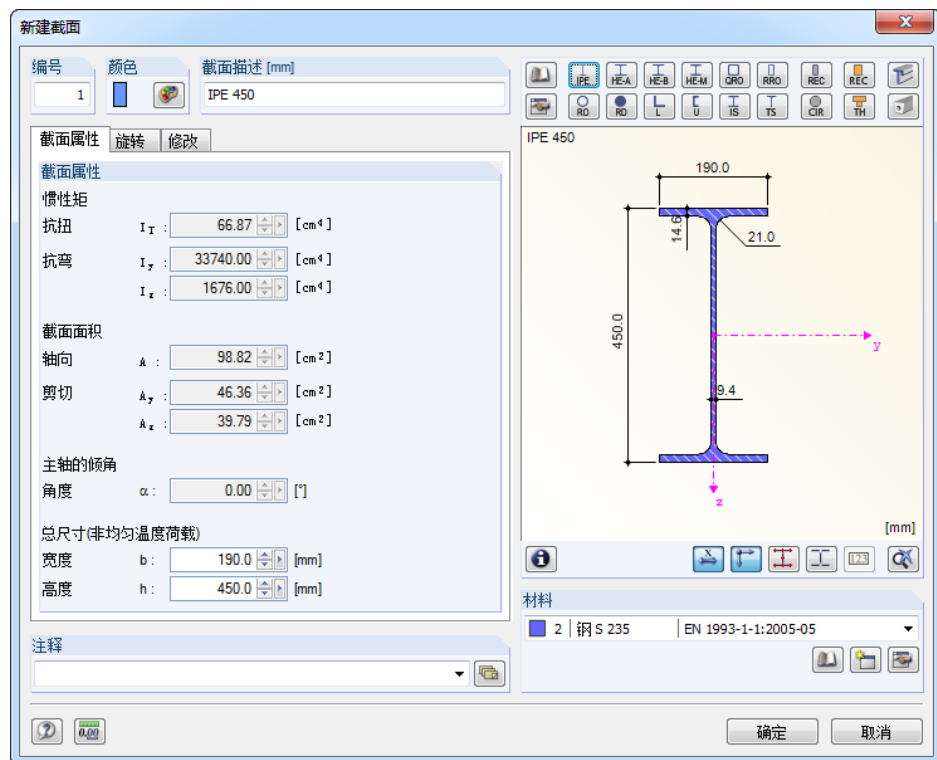 新建截面
编号
颜色
截面描述 [mm]
1
IPE 450
截面属性 旋转 修改
截面属性
惯性矩
抗扭 I T : 66.87 [cm⁴]
抗弯 I y : 33740.00 [cm⁴]
I z : 1676.00 [cm⁴]
截面面积
轴向 A : 98.82 [cm²]
剪切 A y : 46.36 [cm²]
A z : 39.79 [cm²]
主轴的倾角
角度 α : 0.00 [°]
总尺寸(非均匀温度荷载)
宽度 b : 190.0 [mm]
高度 h : 450.0 [mm]
注释
0.00
IPE HE-A HE-B HE-M QRO RRO REC REC
RO RO L U IS TS CIR TH
IPE 450
190.0
14.6
21.0
450.0
y
9.4
z
[mm]
X
123
材料
2 钢 S 235 EN 1993-1-1:2005-05
确定 取消